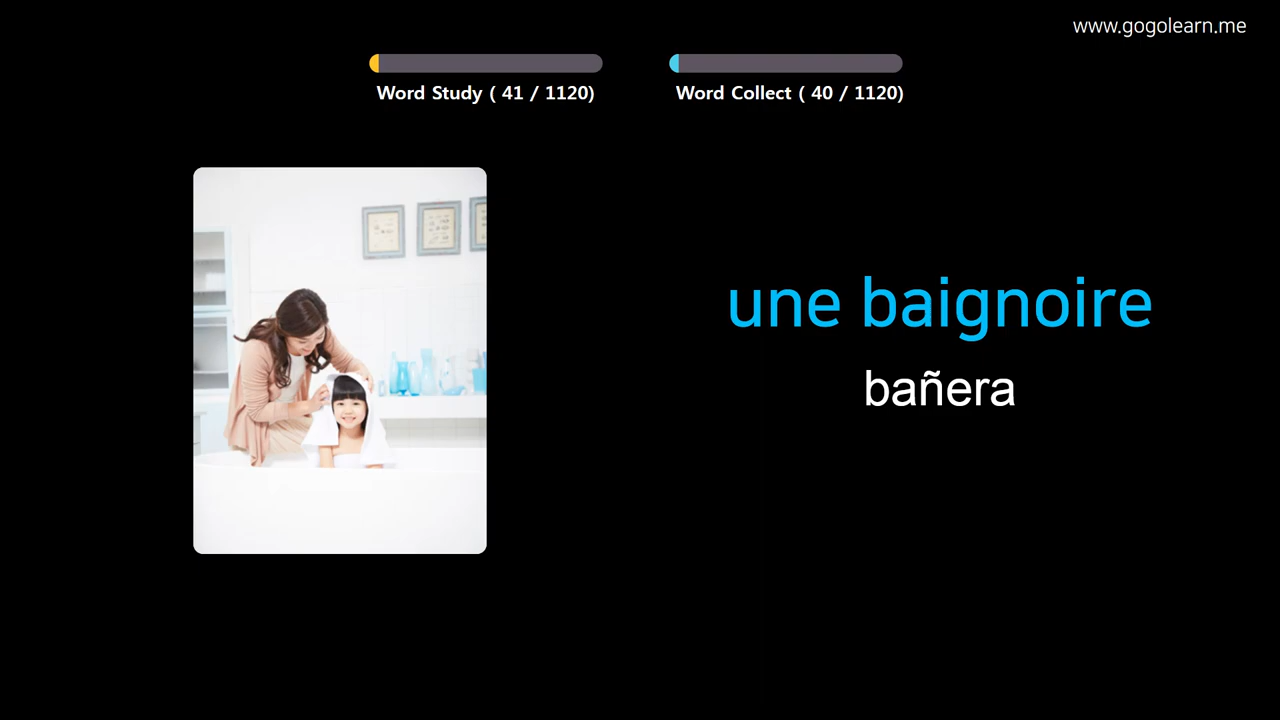 www.gogolearn.me
Word Study ( 41 / 1120)
Word Collect ( 40 / 1120)
une baignoire
bañera